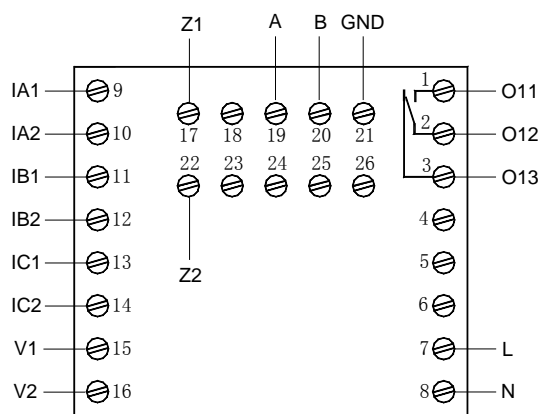 Z1 A B GND
IA1 9 1 O11
17 18 19 20 21
IA2 10 2 O12
22 23 24 25 26
IB1 11 3 O13
IB2 12 4
Z2
IC1 13 5
IC2 14 6
V1 15 7 L
V2 16 8 N